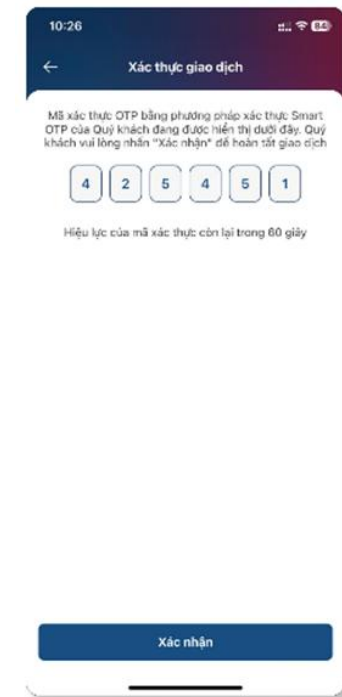 10:26
84
Xác thực giao dịch
Mã xác thực OTP bằng phương pháp xác thực Smart
OTP của Quý khách đang được hiển thị dưới đây. Quý
khách vui lòng nhấn "Xác nhận" để hoàn tất giao dịch
4 2 5 4 5 1
Hiệu lực của mã xác thực còn lại trong 60 giây
Xác nhận